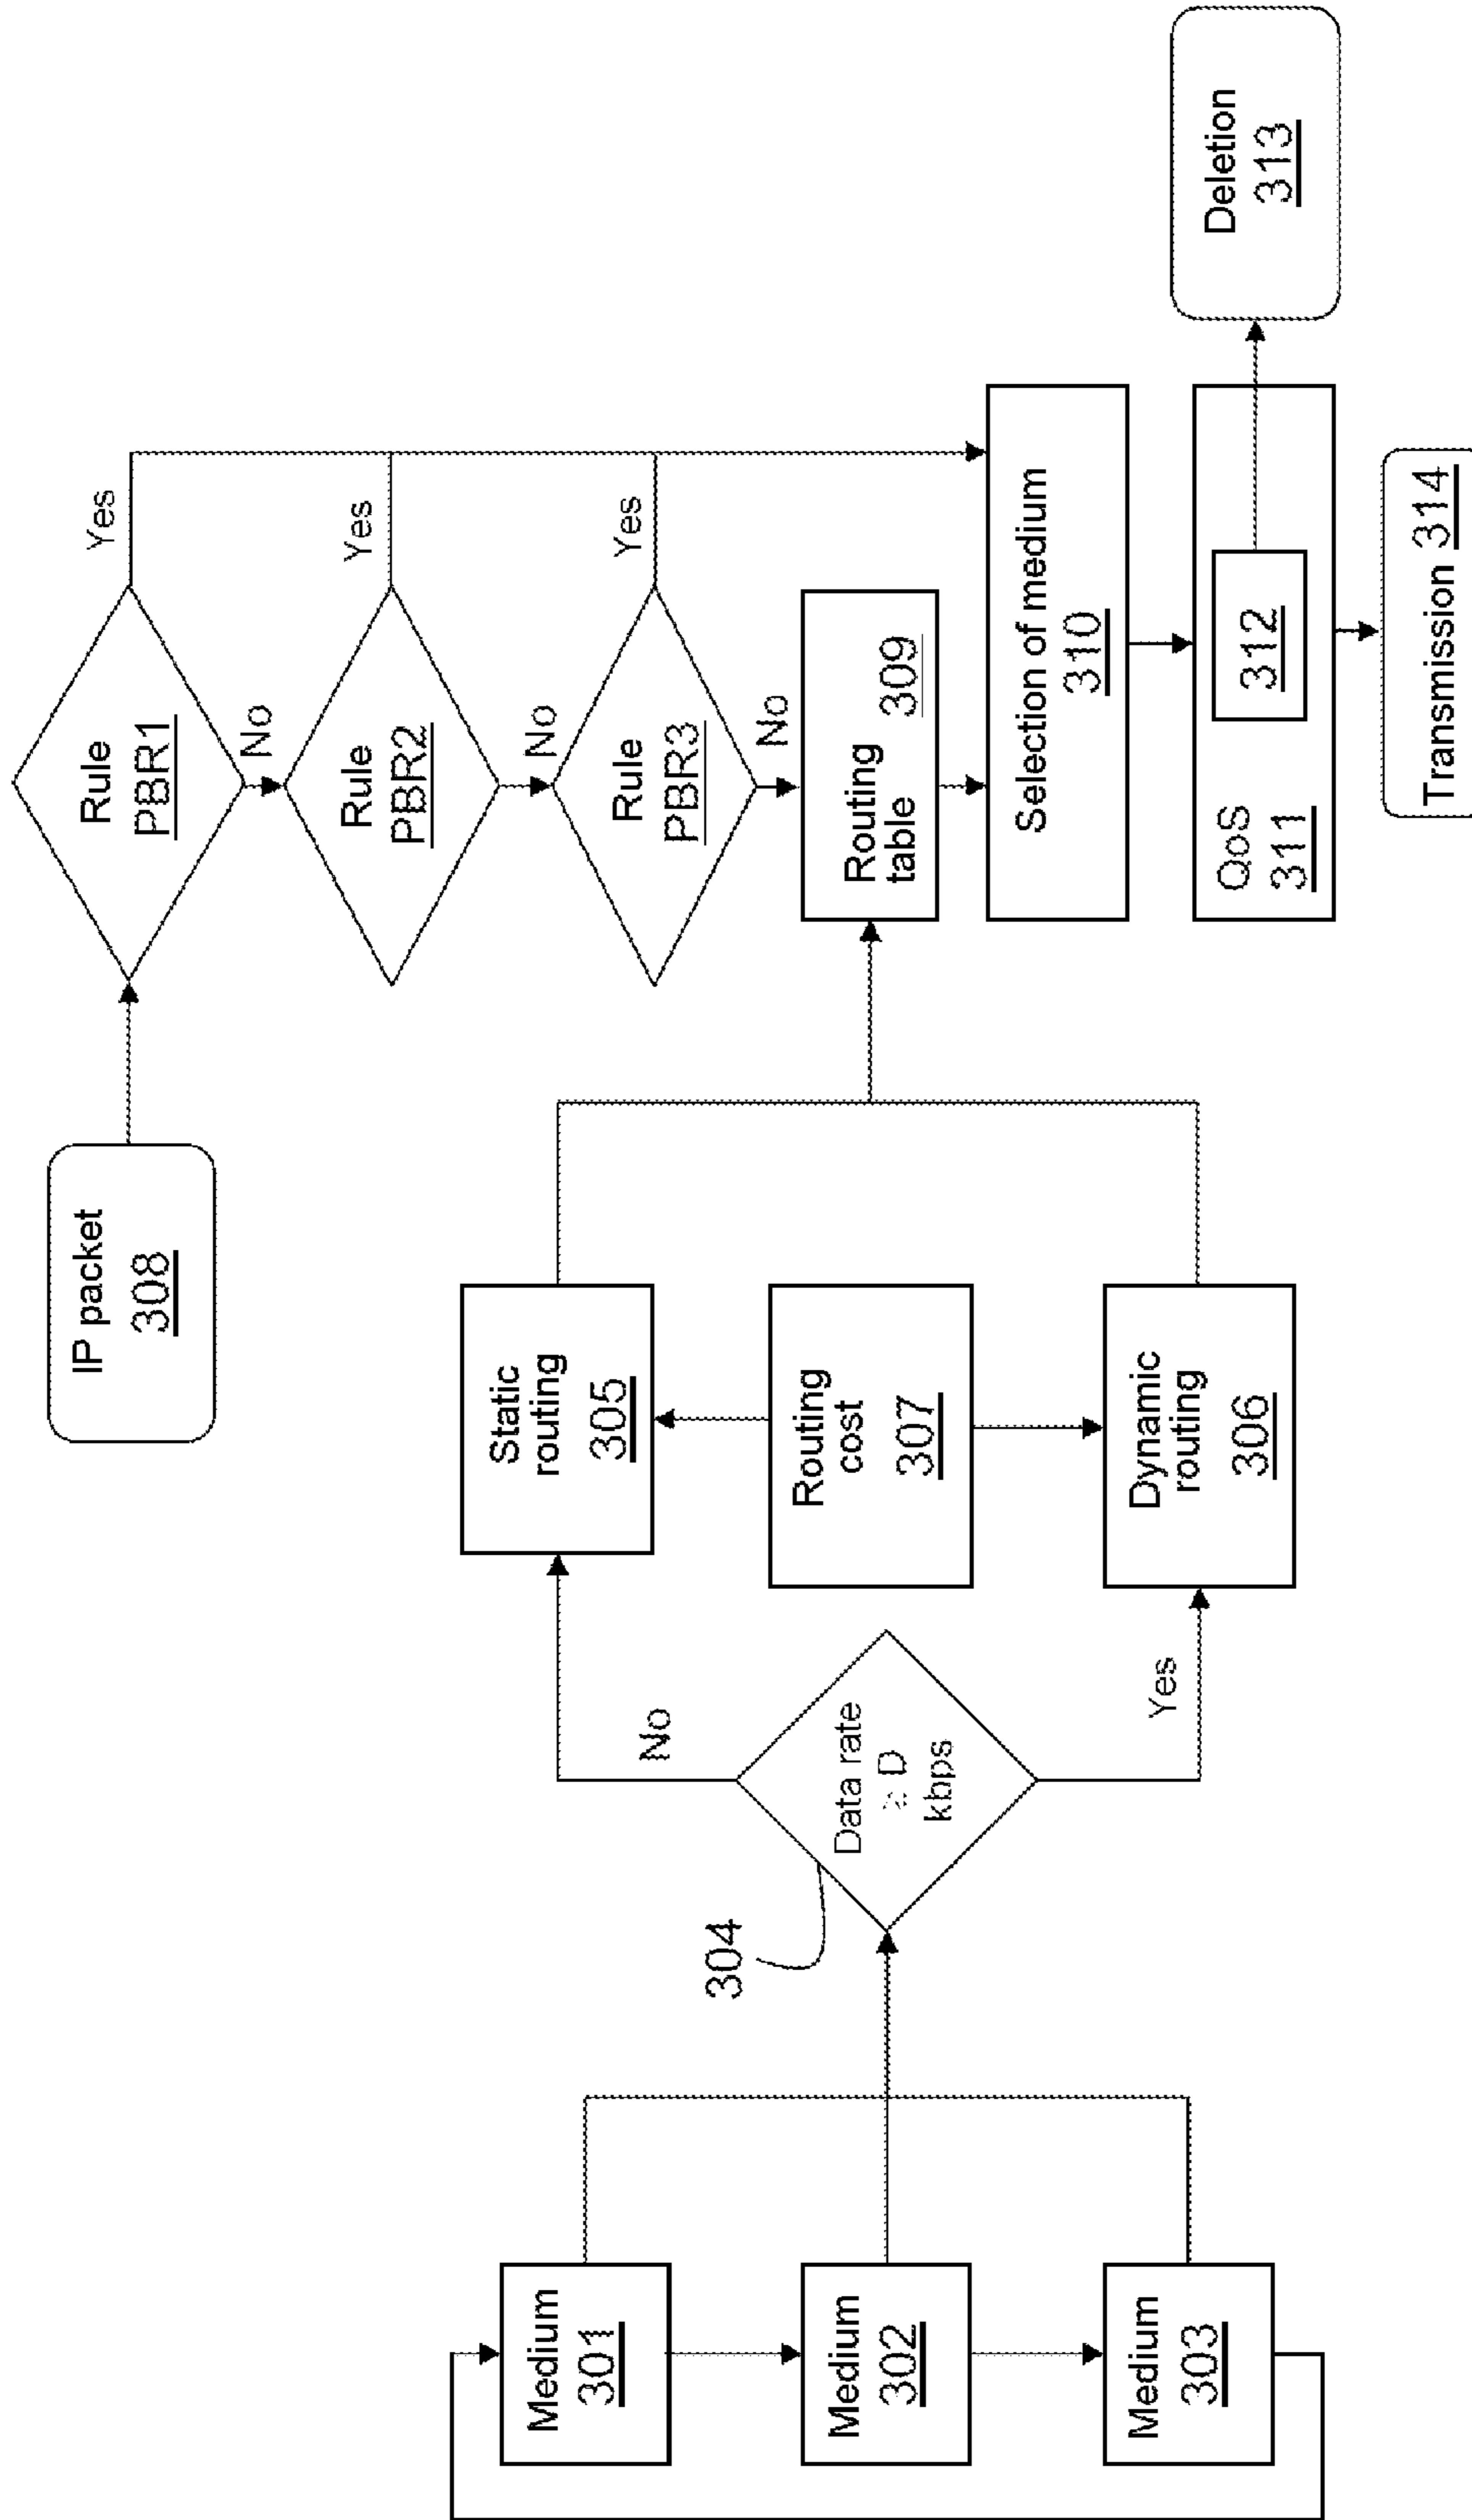 IP packet
308
Rule
PBR1
Yes
No
Rule
PBR2
Yes
No
Rule
PBR3
Yes
No
Routing
table
309
Selection of medium
310
QoS
311
312
Deletion
313
Transmission 314
Medium
301
Medium
302
Medium
303
304
Data rate
≥ D
kbps
No
Yes
Static
routing
305
Routing
cost
307
Dynamic
routing
306